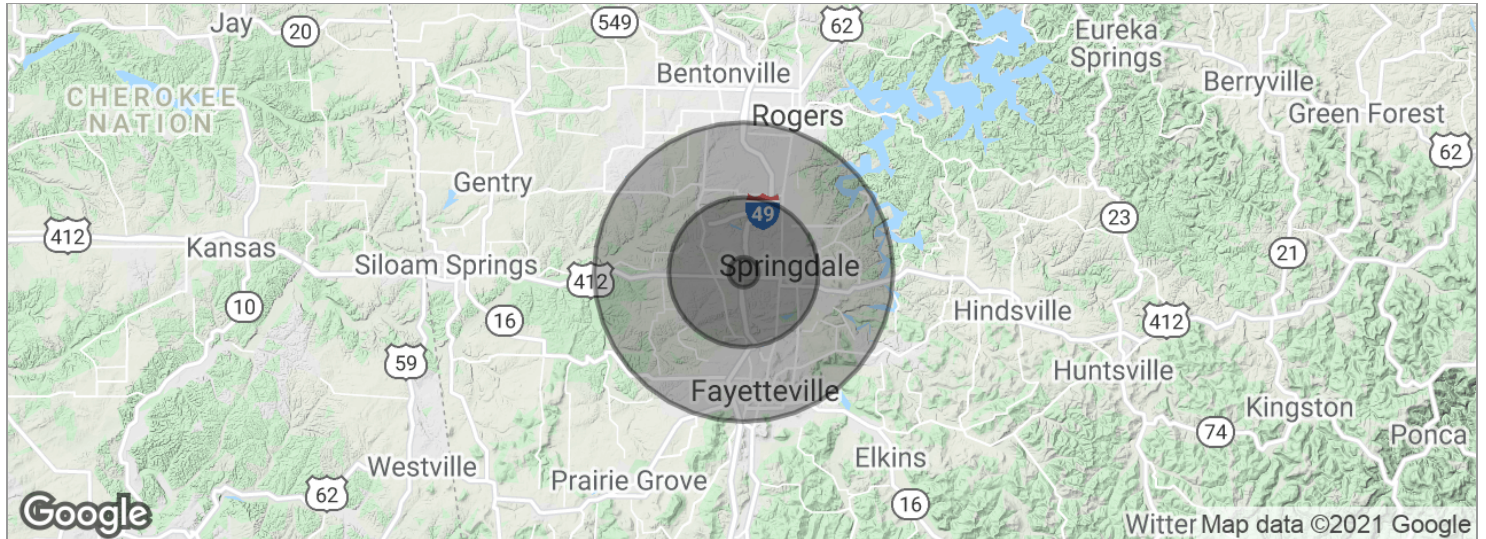 Jay
20
549
62
Eureka
Springs
Bentonville
Berryville
CHEROKEE
NATION
Rogers
Green Forest
62
Gentry
49
23
412
Kansas
Siloam Springs
412
Springdale
21
10
16
Hindsville
412
59
Huntsville
Fayetteville
Kingston
74
Ponca
Westville
Prairie Grove
Elkins
62
16
Google
Witter
Map data ©2021 Google